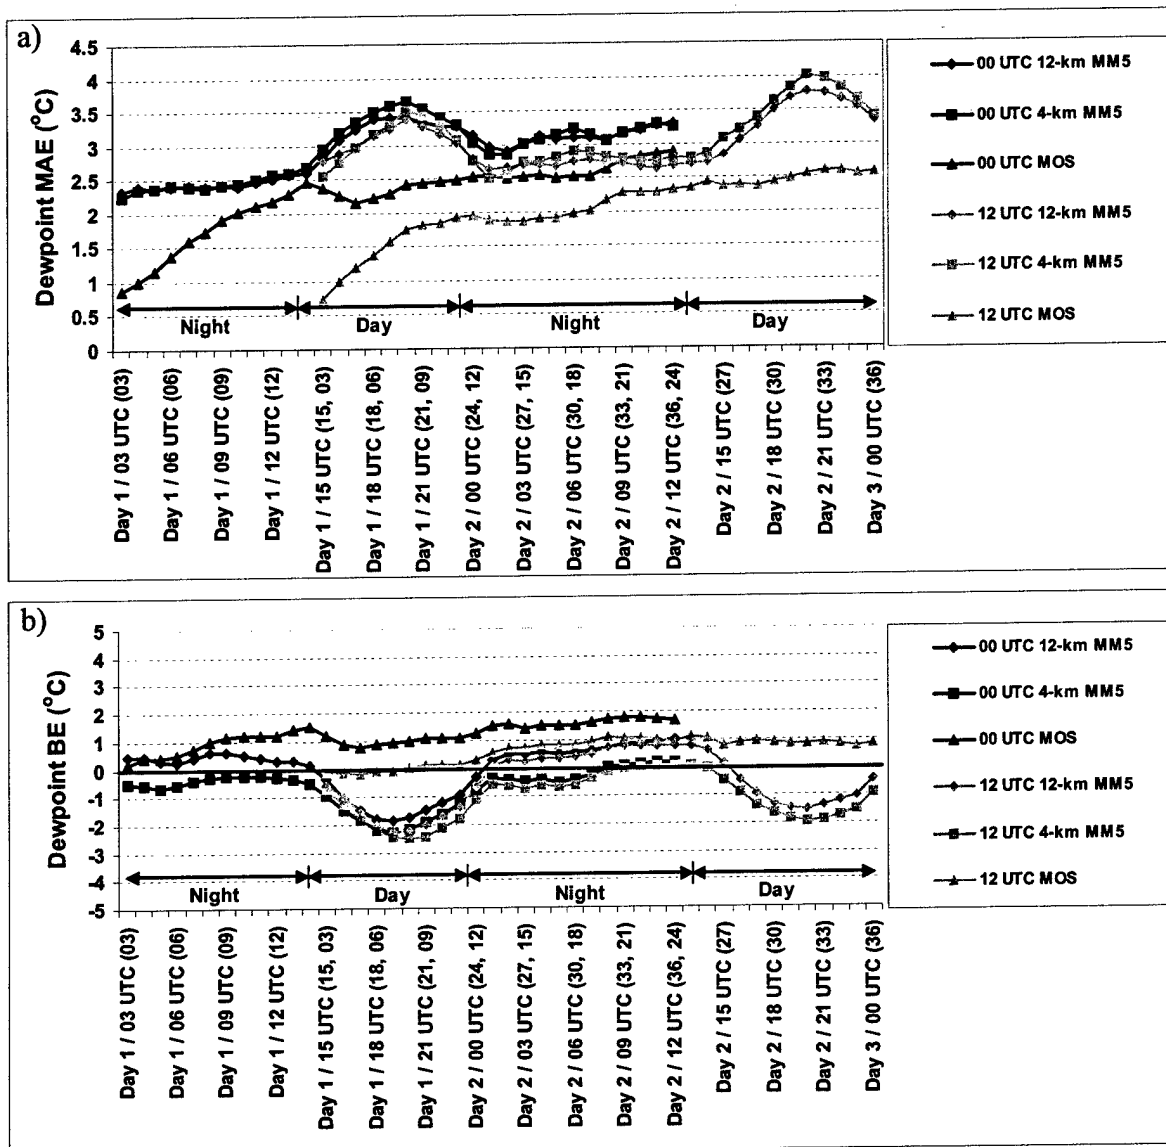 a)
Dewpoint MAE (°C)
4.5
4
3.5
3
2.5
2
1.5
1
0.5
0
Night
Day
Night
Day
Day 1 / 03 UTC (03)
Day 1 / 06 UTC (06)
Day 1 / 09 UTC (09)
Day 1 / 12 UTC (12)
Day 1 / 15 UTC (15, 03)
Day 1 / 18 UTC (18, 06)
Day 1 / 21 UTC (21, 09)
Day 2 / 00 UTC (24, 12)
Day 2 / 03 UTC (27, 15)
Day 2 / 06 UTC (30, 18)
Day 2 / 09 UTC (33, 21)
Day 2 / 12 UTC (36, 24)
Day 2 / 15 UTC (27)
Day 2 / 18 UTC (30)
Day 2 / 21 UTC (33)
Day 3 / 00 UTC (36)
00 UTC 12-km MM5
00 UTC 4-km MM5
00 UTC MOS
12 UTC 12-km MM5
12 UTC 4-km MM5
12 UTC MOS
b)
Dewpoint BE (°C)
5
4
3
2
1
0
-1
-2
-3
-4
-5
Night
Day
Night
Day
Day 1 / 03 UTC (03)
Day 1 / 06 UTC (06)
Day 1 / 09 UTC (09)
Day 1 / 12 UTC (12)
Day 1 / 15 UTC (15, 03)
Day 1 / 18 UTC (18, 06)
Day 1 / 21 UTC (21, 09)
Day 2 / 00 UTC (24, 12)
Day 2 / 03 UTC (27, 15)
Day 2 / 06 UTC (30, 18)
Day 2 / 09 UTC (33, 21)
Day 2 / 12 UTC (36, 24)
Day 2 / 15 UTC (27)
Day 2 / 18 UTC (30)
Day 2 / 21 UTC (33)
Day 3 / 00 UTC (36)
00 UTC 12-km MM5
00 UTC 4-km MM5
00 UTC MOS
12 UTC 12-km MM5
12 UTC 4-km MM5
12 UTC MOS